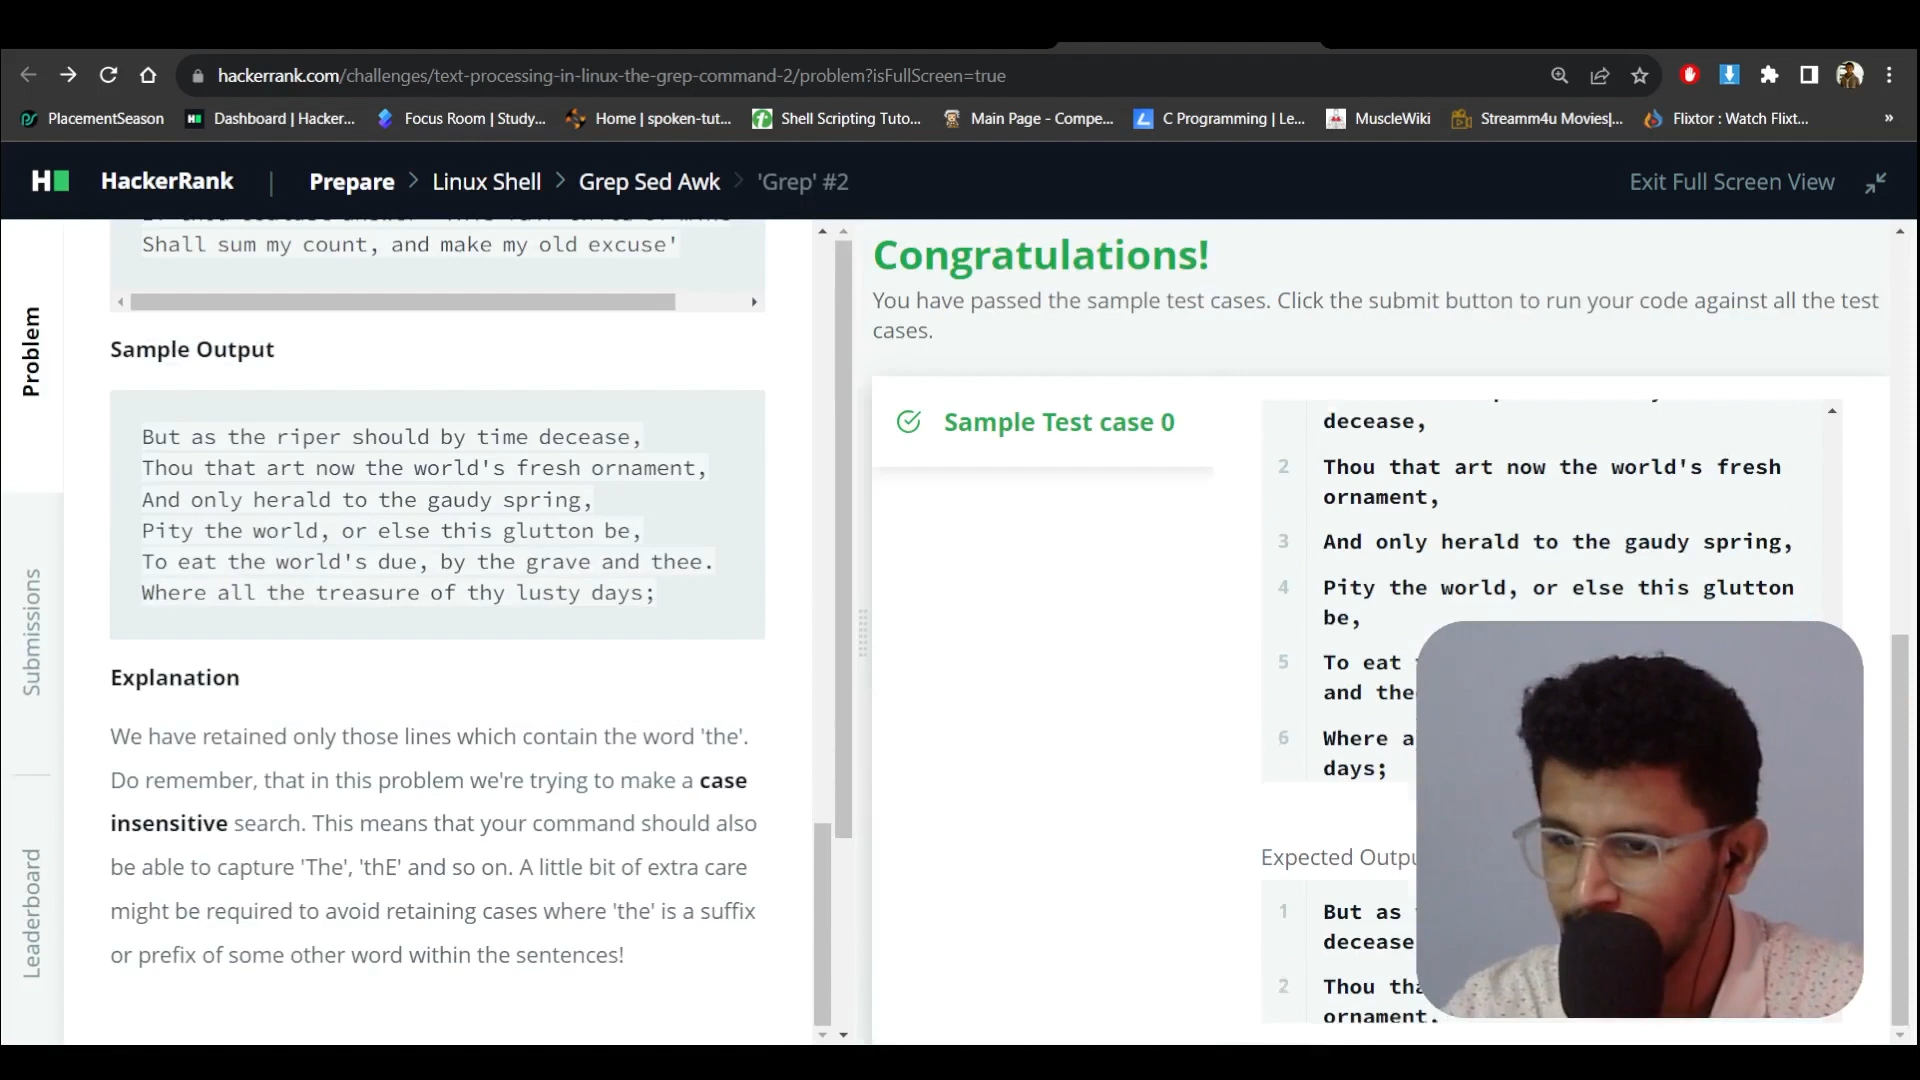 hackerrank.com/challenges/text-processing-in-linux-the-grep-command-2/problem?isFullScreen=true
PlacementSeason
Dashboard | Hacker...
Focus Room | Study...
Home | spoken-tut...
Shell Scripting Tuto...
Main Page - Compe...
C Programming | Le...
MuscleWiki
Streamm4u Movies|...
Flixtor : Watch Flixt...
»
HackerRank | Prepare > Linux Shell > Grep Sed Awk > 'Grep' #2
Exit Full Screen View
Problem
Submissions
Leaderboard
Shall sum my count, and make my old excuse'
Sample Output
But as the riper should by time decease,
Thou that art now the world's fresh ornament,
And only herald to the gaudy spring,
Pity the world, or else this glutton be,
To eat the world's due, by the grave and thee.
Where all the treasure of thy lusty days;
Explanation
We have retained only those lines which contain the word 'the'.
Do remember, that in this problem we're trying to make a case
insensitive search. This means that your command should also
be able to capture 'The', 'thE' and so on. A little bit of extra care
might be required to avoid retaining cases where 'the' is a suffix
or prefix of some other word within the sentences!
Congratulations!
You have passed the sample test cases. Click the submit button to run your code against all the test
cases.
Sample Test case 0
decease,
2 Thou that art now the world's fresh
ornament,
3 And only herald to the gaudy spring,
4 Pity the world, or else this glutton
be,
5 To eat
and
6 Where
days;
Expected
1 But as
decease
2 Thou
ornament.